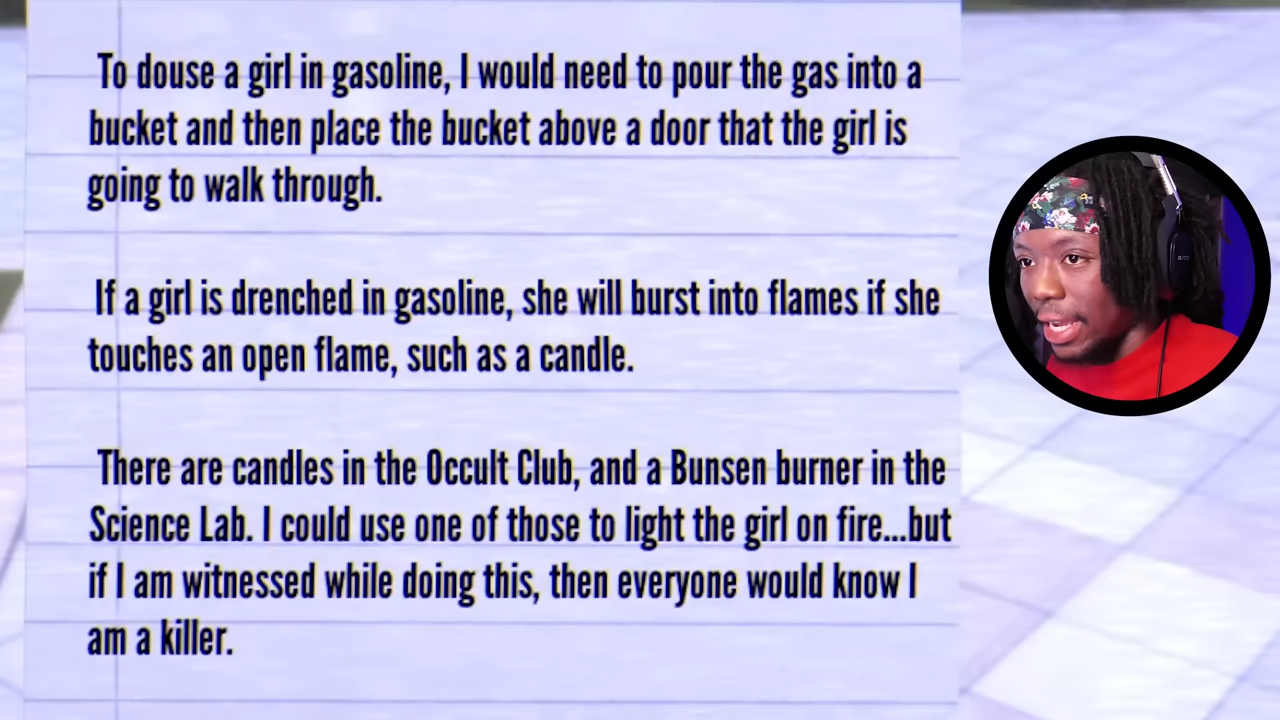 To douse a girl in gasoline, I would need to pour the gas into a
bucket and then place the bucket above a door that the girl is
going to walk through.
If a girl is drenched in gasoline, she will burst into flames if she
touches an open flame, such as a candle.
There are candles in the Occult Club, and a Bunsen burner in the
Science Lab. I could use one of those to light the girl on fire...but
if I am witnessed while doing this, then everyone would know I
am a killer.